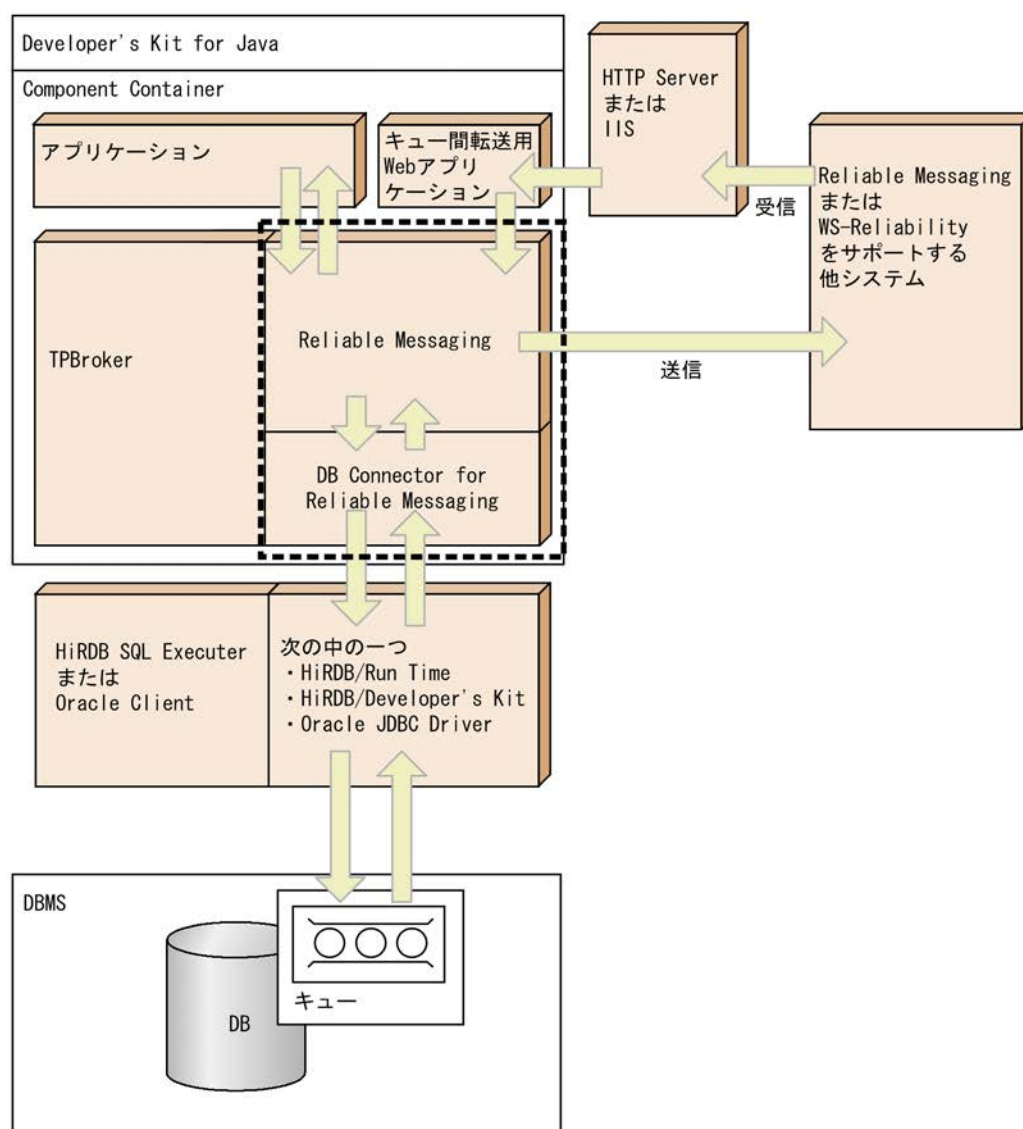 Developer's Kit for Java
Component Container
アプリケーション
キュー間転送用
Webアプリ
ケーション
HTTP Server
または
IIS
受信
Reliable Messaging
または
WS-Reliability
をサポートする
他システム
TPBroker
Reliable Messaging
送信
DB Connector for
Reliable Messaging
HiRDB SQL Executer
または
Oracle Client
次の中の一つ
・HiRDB/Run Time
・HiRDB/Developer's Kit
・Oracle JDBC Driver
DBMS
DB
キュー